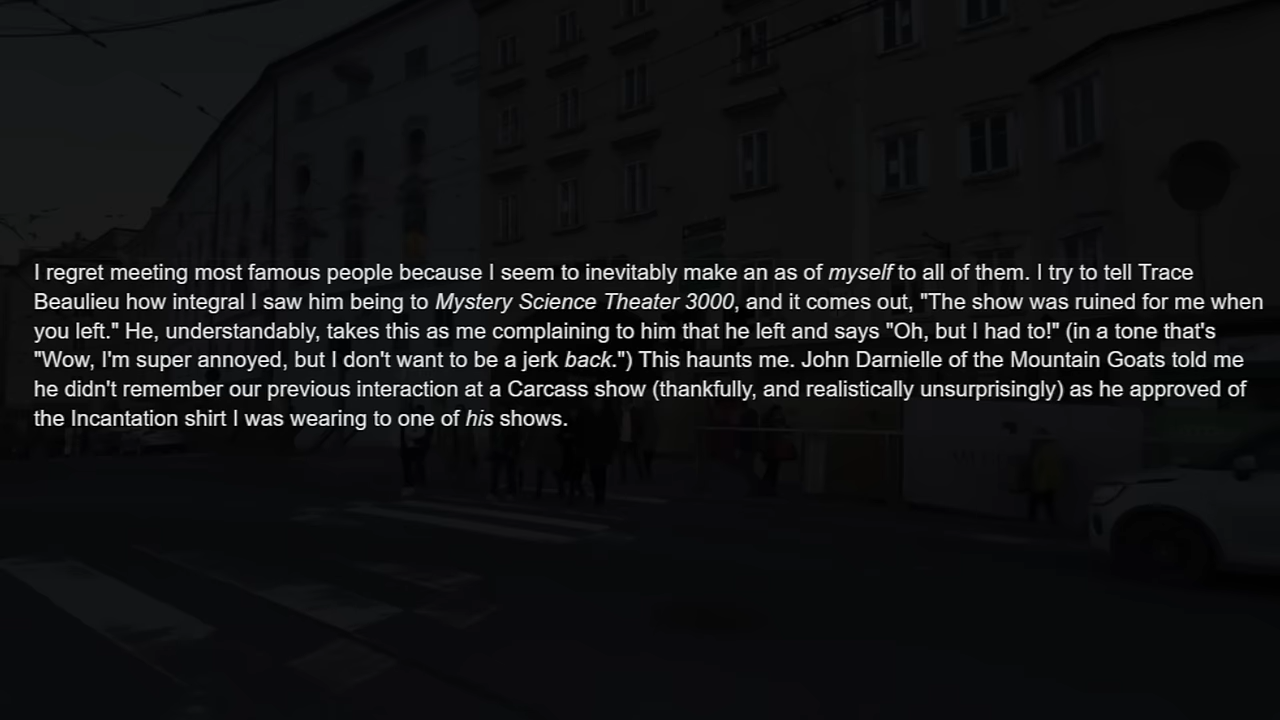 I regret meeting most famous people because I seem to inevitably make an as of myself to all of them. I try to tell Trace
Beaulieu how integral I saw him being to Mystery Science Theater 3000, and it comes out, "The show was ruined for me when
you left." He, understandably, takes this as me complaining to him that he left and says "Oh, but I had to!" (in a tone that's
"Wow, I'm super annoyed, but I don't want to be a jerk back.") This haunts me. John Darnielle of the Mountain Goats told me
he didn't remember our previous interaction at a Carcass show (thankfully, and realistically unsurprisingly) as he approved of
the Incantation shirt I was wearing to one of his shows.